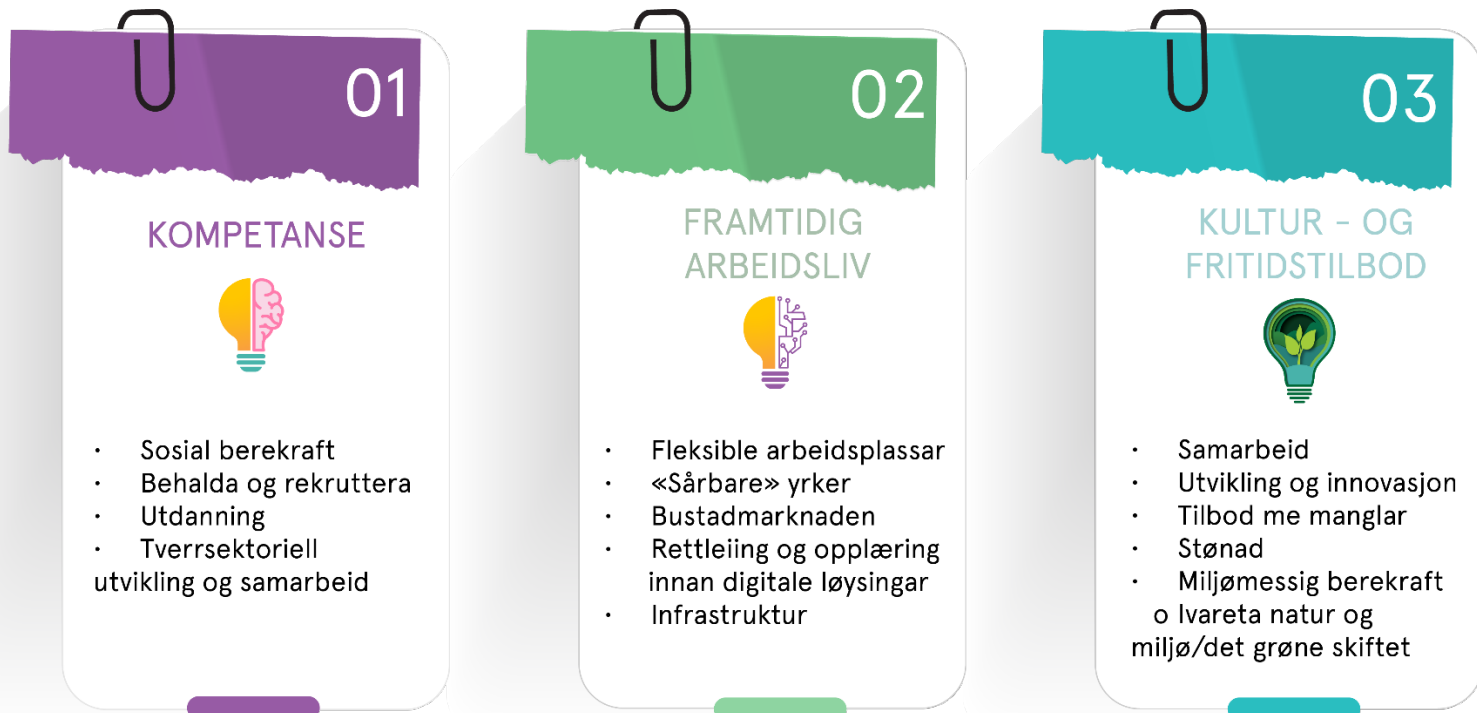 01
KOMPETANSE
· Sosial berekraft
· Behalda og rekruttera
· Utdanning
· Tverrsektoriell
utvikling og samarbeid
02
FRAMTIDIG
ARBEIDSLIV
· Fleksible arbeidsplassar
· «Sårbare» yrker
· Bustadmarknaden
· Rettleiing og opplæring
innan digitale løysingar
· Infrastruktur
03
KULTUR - OG
FRITIDSTILBOD
· Samarbeid
· Utvikling og innovasjon
· Tilbod me manglar
· Stønad
· Miljømessig berekraft
o Ivareta natur og
miljø/det grøne skiftet